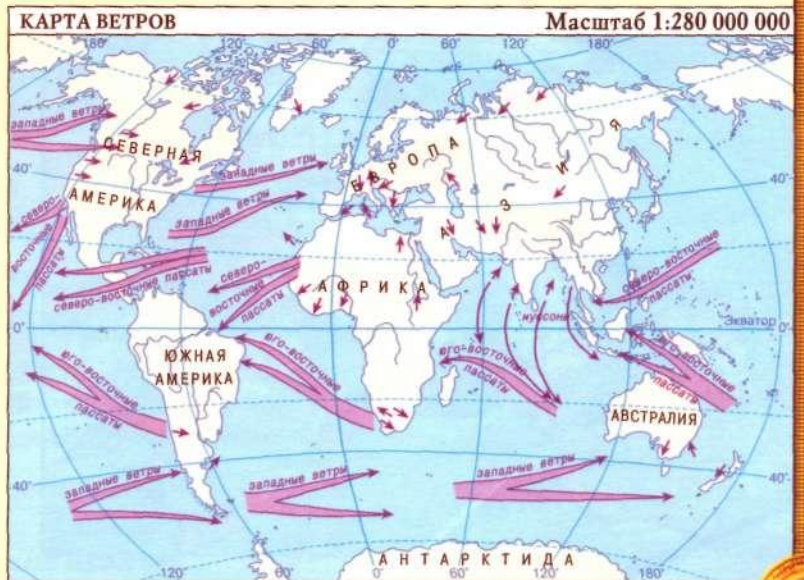 КАРТА ВЕТРОВ
Масштаб 1:280 000 000
180°
120°
60°
0°
60°
120°
180°
западные ветры
СЕВЕРНАЯ
АМЕРИКА
ЕВРОПА
АЗИЯ
40°
40°
западные ветры
западные ветры
северо-
восточные
пассаты
северо-восточные пассаты
северо-
восточные
пассаты
АФРИКА
муссоны
северо-восточные
пассаты
Экватор
0°
0°
ЮЖНАЯ
АМЕРИКА
юго-восточные
пассаты
юго-восточные
пассаты
юго-восточные
пассаты
юго-восточные
пассаты
АВСТРАЛИЯ
западные ветры
западные ветры
западные ветры
40°
40°
АНТАРКТИДА
120°
60°
0°
60°
120°